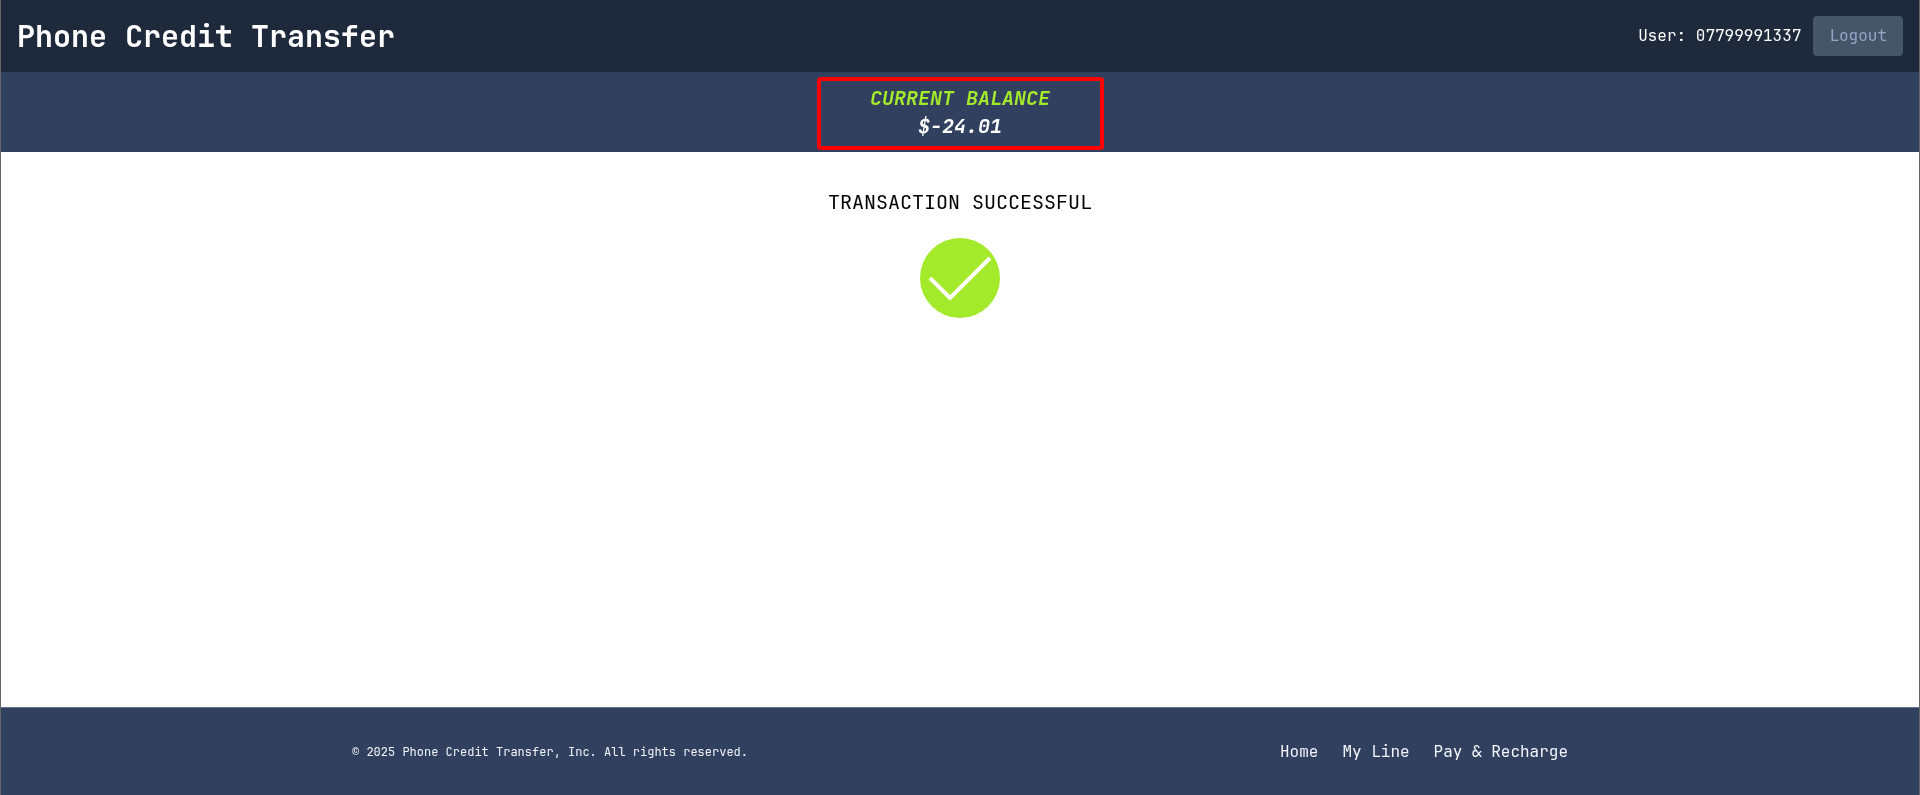 Phone Credit Transfer
User: 07799991337
Logout
CURRENT BALANCE
$-24.01
TRANSACTION SUCCESSFUL
© 2025 Phone Credit Transfer, Inc. All rights reserved.
Home
My Line
Pay & Recharge